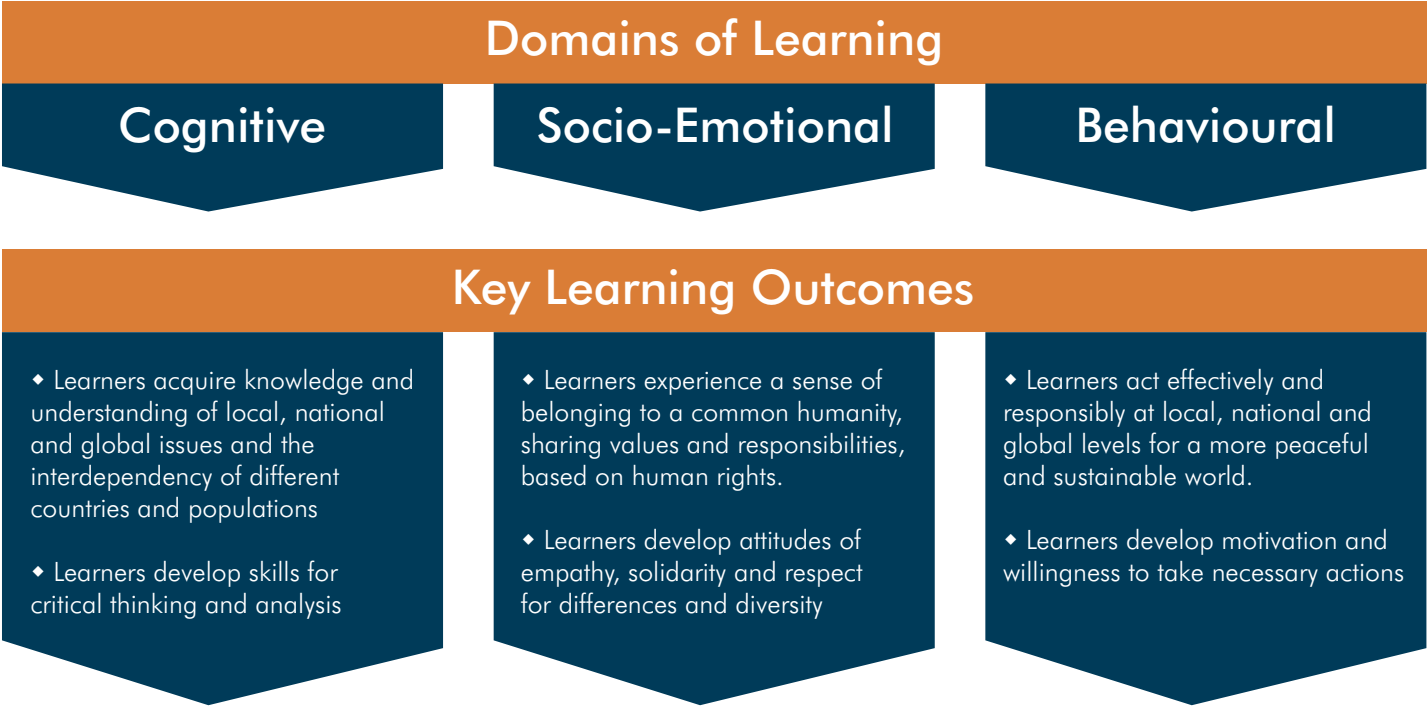 Domains of Learning
Cognitive
Socio-Emotional
Behavioural
Key Learning Outcomes
◆ Learners acquire knowledge and
understanding of local, national
and global issues and the
interdependency of different
countries and populations
◆ Learners develop skills for
critical thinking and analysis
◆ Learners experience a sense of
belonging to a common humanity,
sharing values and responsibilities,
based on human rights.
◆ Learners develop attitudes of
empathy, solidarity and respect
for differences and diversity
◆ Learners act effectively and
responsibly at local, national and
global levels for a more peaceful
and sustainable world.
◆ Learners develop motivation and
willingness to take necessary actions